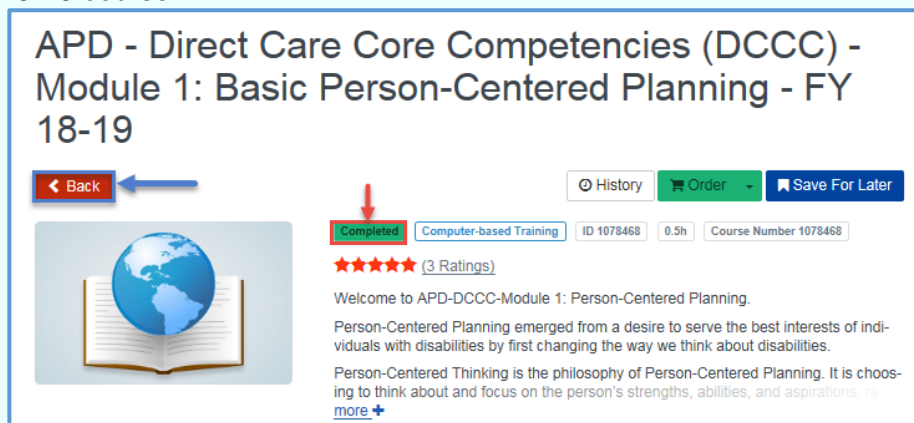 APD - Direct Care Core Competencies (DCCC) -
Module 1: Basic Person-Centered Planning - FY
18-19
Back
History Order Save For Later
Completed Computer-based Training ID 1078468 0.5h Course Number 1078468
(3 Ratings)
Welcome to APD-DCCC-Module 1: Person-Centered Planning.
Person-Centered Planning emerged from a desire to serve the best interests of indi-
viduals with disabilities by first changing the way we think about disabilities.
Person-Centered Thinking is the philosophy of Person-Centered Planning. It is choos-
ing to think about and focus on the person's strengths, abilities, and aspirations, ra-
more +